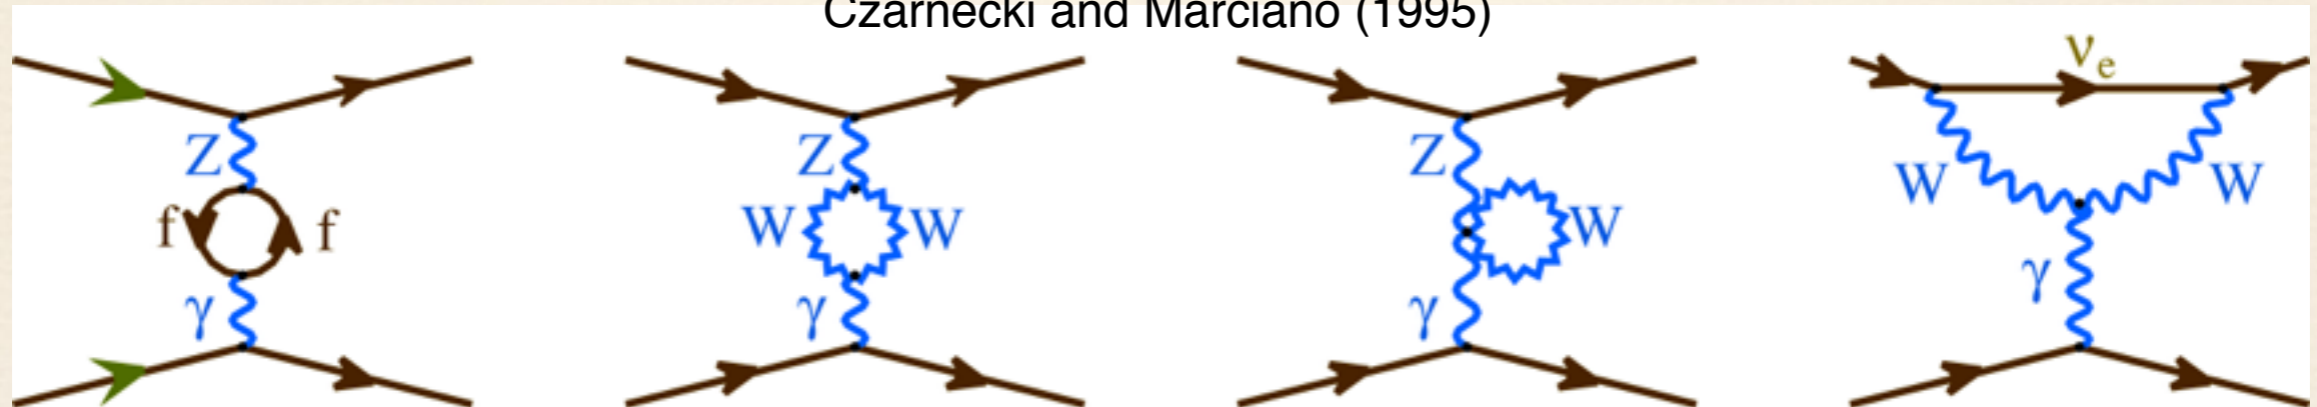 Czarnecki and Marciano (1995)
νe
Z
Z
Z
f
f
W
W
W
W
W
γ
γ
γ
γ